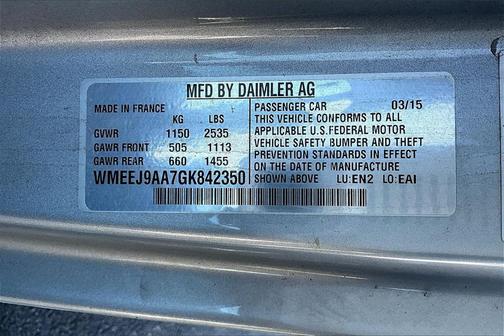 MFD BY DAIMLER AG
MADE IN FRANCE
KG LBS
GVWR 1150 2535
GAWR FRONT 505 1113
GAWR REAR 660 1455
PASSENGER CAR 03/15
THIS VEHICLE CONFORMS TO ALL
APPLICABLE U.S.FEDERAL MOTOR
VEHICLE SAFETY BUMPER AND THEFT
PREVENTION STANDARDS IN EFFECT
ON THE DATE OF MANUFACTURE
INDICATED ABOVE. LU:EN2 LO:EAI
WMEEJ9AA7GK842350